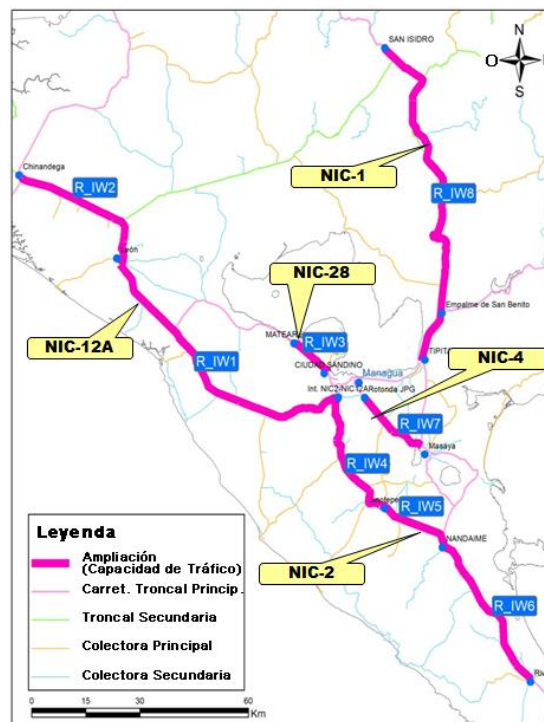 SAN ISIDRO
N
O
E
S
NIC-1
Chinandega
R_IW2
R_IW8
León
NIC-28
Empalme de San Benito
MATEARE
R_IW3
NIC-12A
CIUDAD SANDINO
TIPITA
NIC-4
R_IW1
Managua
Int. NIC2-NIC12A
Rotonda JPG
R_IW7
Masaya
R_IW4
R_IW5
NANDAIME
NIC-2
R_IW6
Leyenda
Ampliación
(Capacidad de Tráfico)
Carret. Troncal Princip.
Troncal Secundaria
Colectora Principal
Colectora Secundaria
0 15 30 60
Km